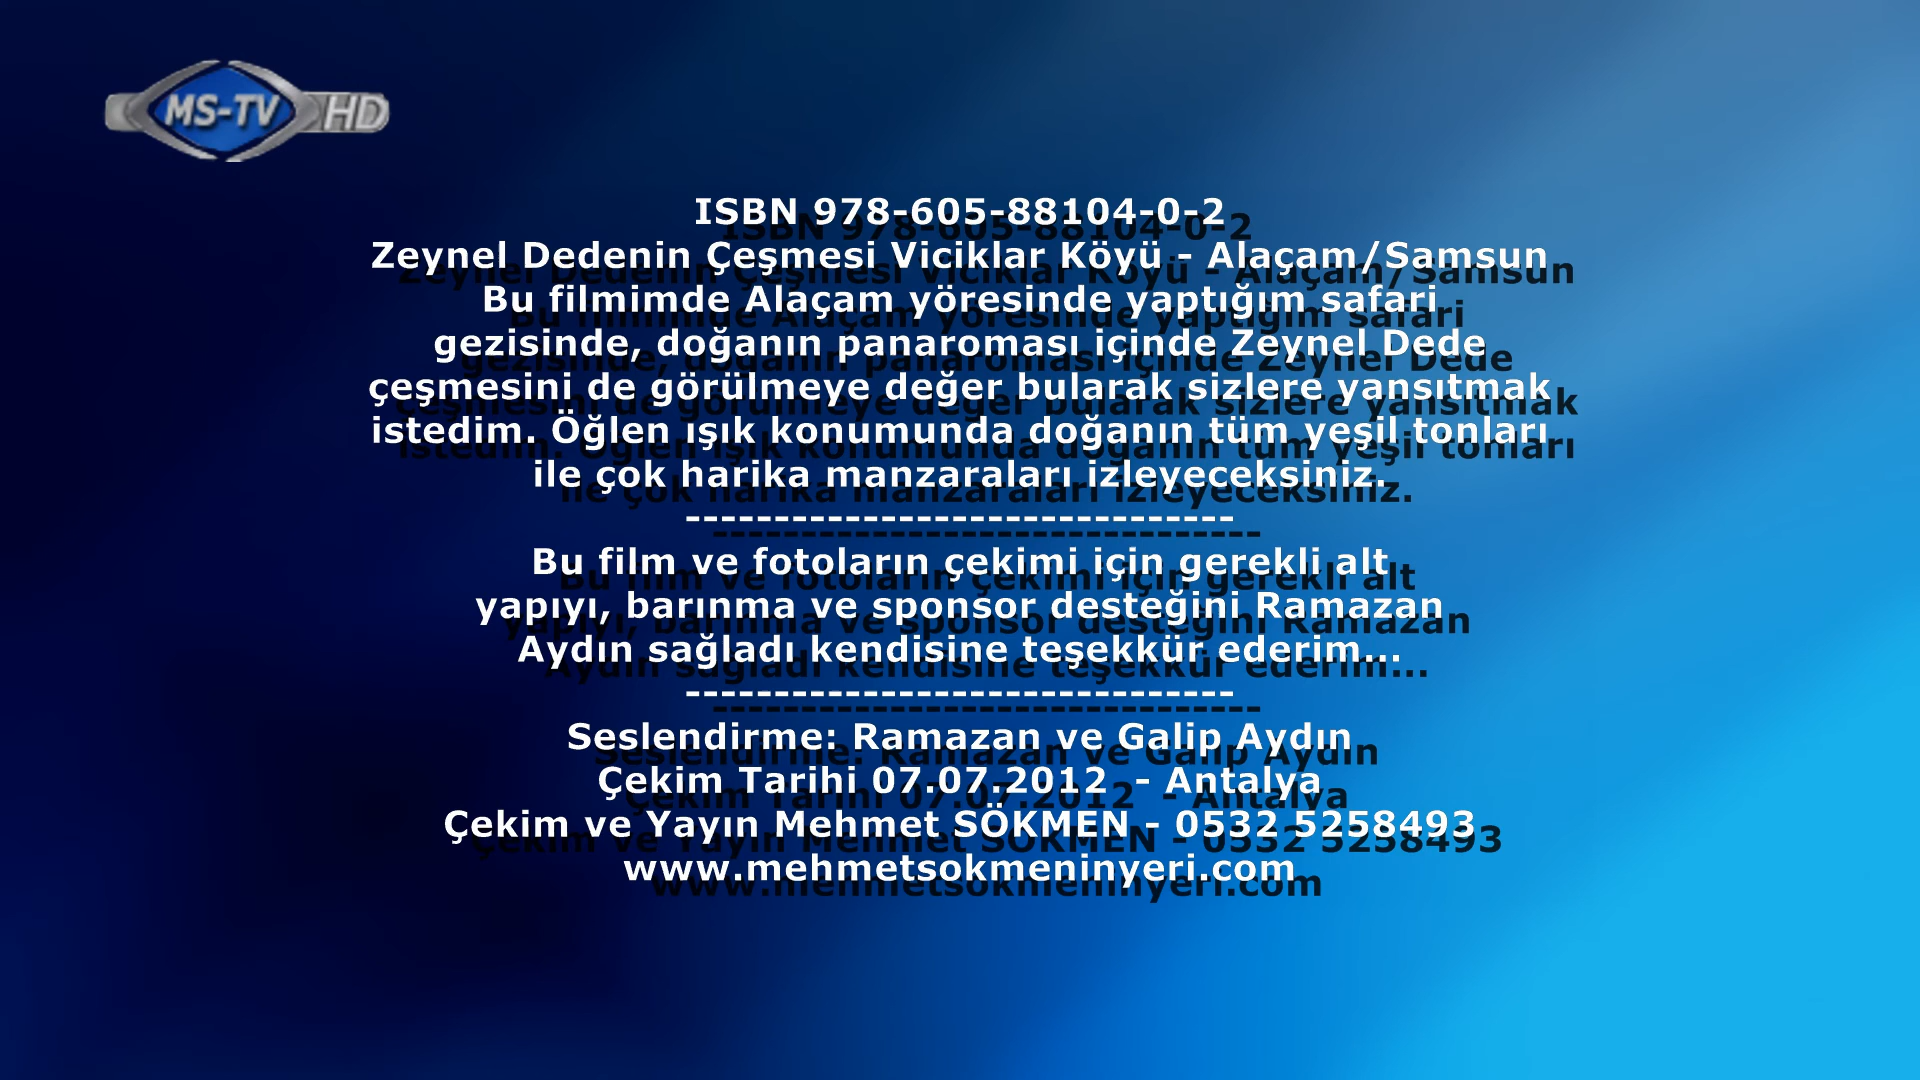 MS-TV HD
ISBN 978-605-88104-0-2
Zeynel Dedenin Çeşmesi Viciklar Köyü - Alaçam/Samsun
Bu filmimde Alaçam yöresinde yaptığım safari
gezisinde, doğanın panaroması içinde Zeynel Dede
çeşmesini de görülmeye değer bularak sizlere yansıtmak
istedim. Öğlen ışık konumunda doğanın tüm yeşil tonları
ile çok harika manzaraları izleyeceksiniz.
-------------------------------
Bu film ve fotoların çekimi için gerekli alt
yapıyı, barınma ve sponsor desteğini Ramazan
Aydın sağladı kendisine teşekkür ederim...
-------------------------------
Seslendirme: Ramazan ve Galip Aydın
Çekim Tarihi 07.07.2012  - Antalya
Çekim ve Yayın Mehmet SÖKMEN - 0532 5258493
www.mehmetsokmeninyeri.com